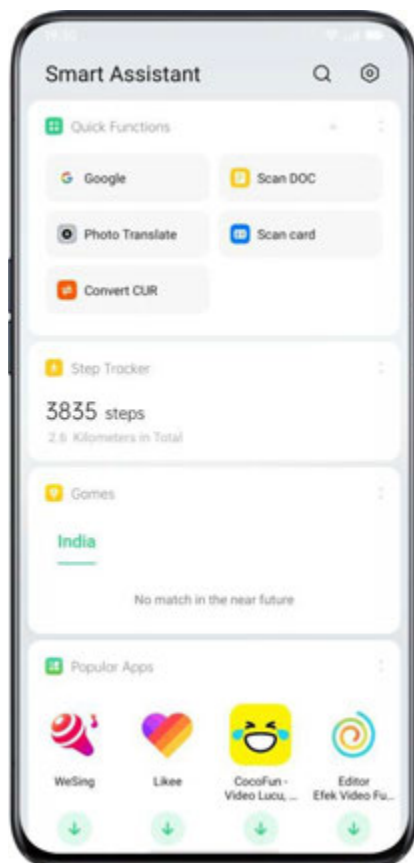 Smart Assistant
Quick Functions
Google
Scan DOC
Photo Translate
Scan card
Convert CUR
Step Tracker
3835 steps
2.6 Kilometers in Total
Games
India
No match in the near future
Popular Apps
WeSing
Likee
CocoFun -
Video Lucu, ...
Editor
Efek Video Fu...